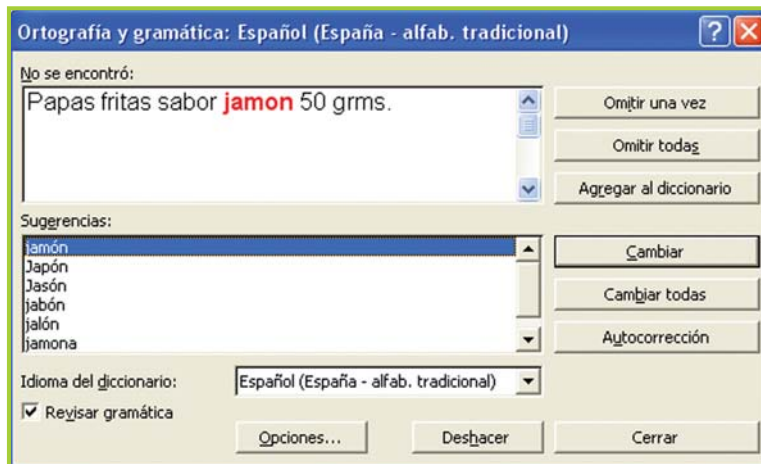 Ortografía y gramática: Español (España - alfab. tradicional)
No se encontró:
Papas fritas sabor jamon 50 grms.
Omitir una vez
Omitir todas
Agregar al diccionario
Sugerencias:
jamón
Japón
Jasón
jabón
jalón
jamona
Cambiar
Cambiar todas
Autocorrección
Idioma del diccionario:
Español (España - alfab. tradicional)
Revisar gramática
Opciones...
Deshacer
Cerrar